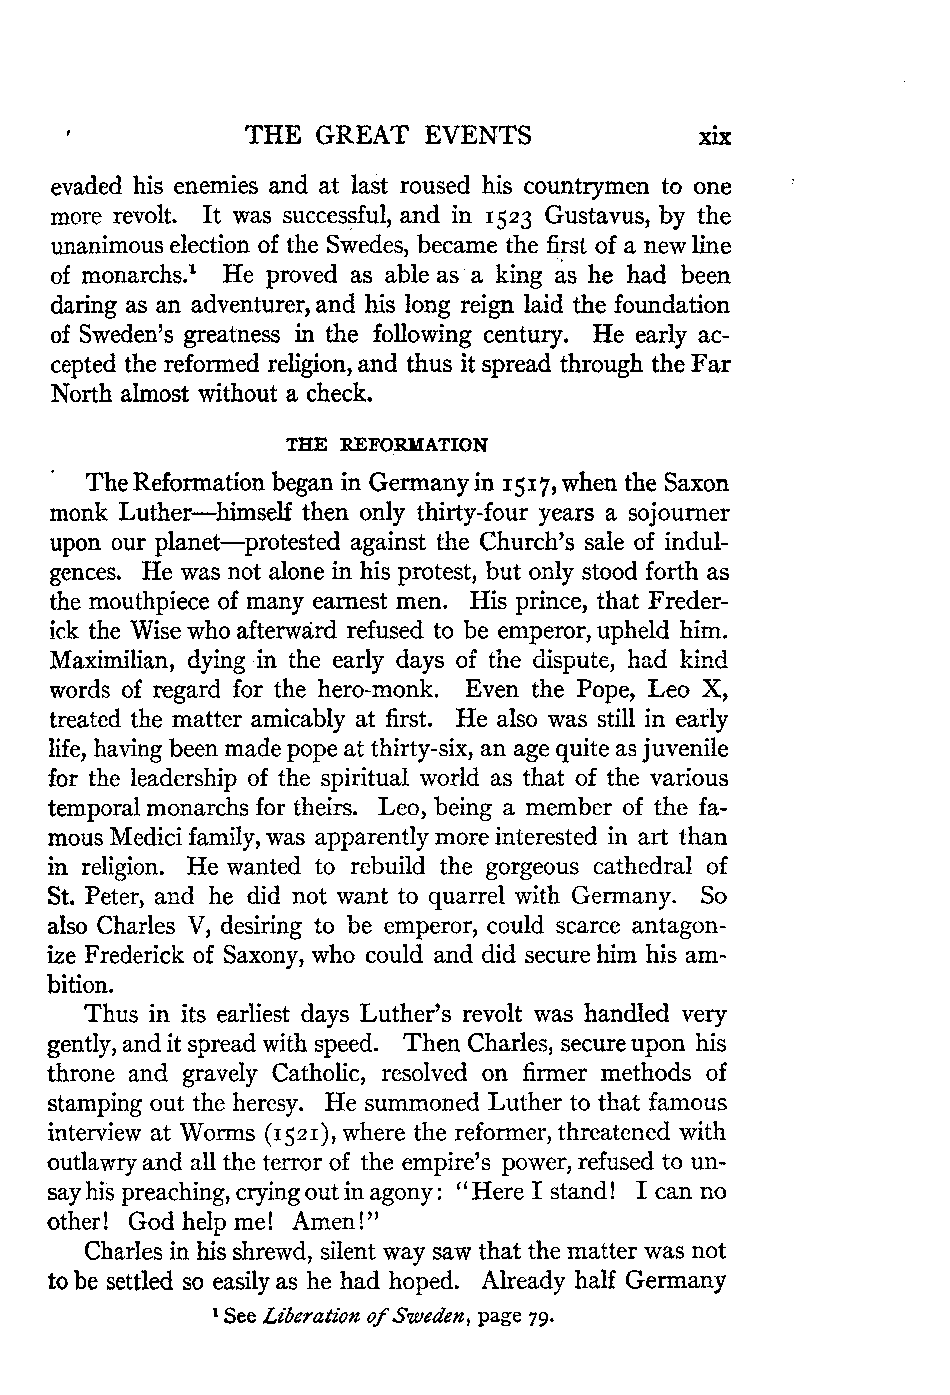 THE GREAT EVENTS xix
evaded his enemies and at last roused his countrymen to one
more revolt. It was successful, and in 1523 Gustavus, by the
unanimous election of the Swedes, became the first of a new line
of monarchs.¹ He proved as able as a king as he had been
daring as an adventurer, and his long reign laid the foundation
of Sweden's greatness in the following century. He early ac-
cepted the reformed religion, and thus it spread through the Far
North almost without a check.
THE REFORMATION
The Reformation began in Germany in 1517, when the Saxon
monk Luther—himself then only thirty-four years a sojourner
upon our planet—protested against the Church's sale of indul-
gences. He was not alone in his protest, but only stood forth as
the mouthpiece of many earnest men. His prince, that Freder-
ick the Wise who afterward refused to be emperor, upheld him.
Maximilian, dying in the early days of the dispute, had kind
words of regard for the hero-monk. Even the Pope, Leo X,
treated the matter amicably at first. He also was still in early
life, having been made pope at thirty-six, an age quite as juvenile
for the leadership of the spiritual world as that of the various
temporal monarchs for theirs. Leo, being a member of the fa-
mous Medici family, was apparently more interested in art than
in religion. He wanted to rebuild the gorgeous cathedral of
St. Peter, and he did not want to quarrel with Germany. So
also Charles V, desiring to be emperor, could scarce antagon-
ize Frederick of Saxony, who could and did secure him his am-
bition.
Thus in its earliest days Luther's revolt was handled very
gently, and it spread with speed. Then Charles, secure upon his
throne and gravely Catholic, resolved on firmer methods of
stamping out the heresy. He summoned Luther to that famous
interview at Worms (1521), where the reformer, threatened with
outlawry and all the terror of the empire's power, refused to un-
say his preaching, crying out in agony: "Here I stand! I can no
other! God help me! Amen!"
Charles in his shrewd, silent way saw that the matter was not
to be settled so easily as he had hoped. Already half Germany
¹ See Liberation of Sweden, page 79.